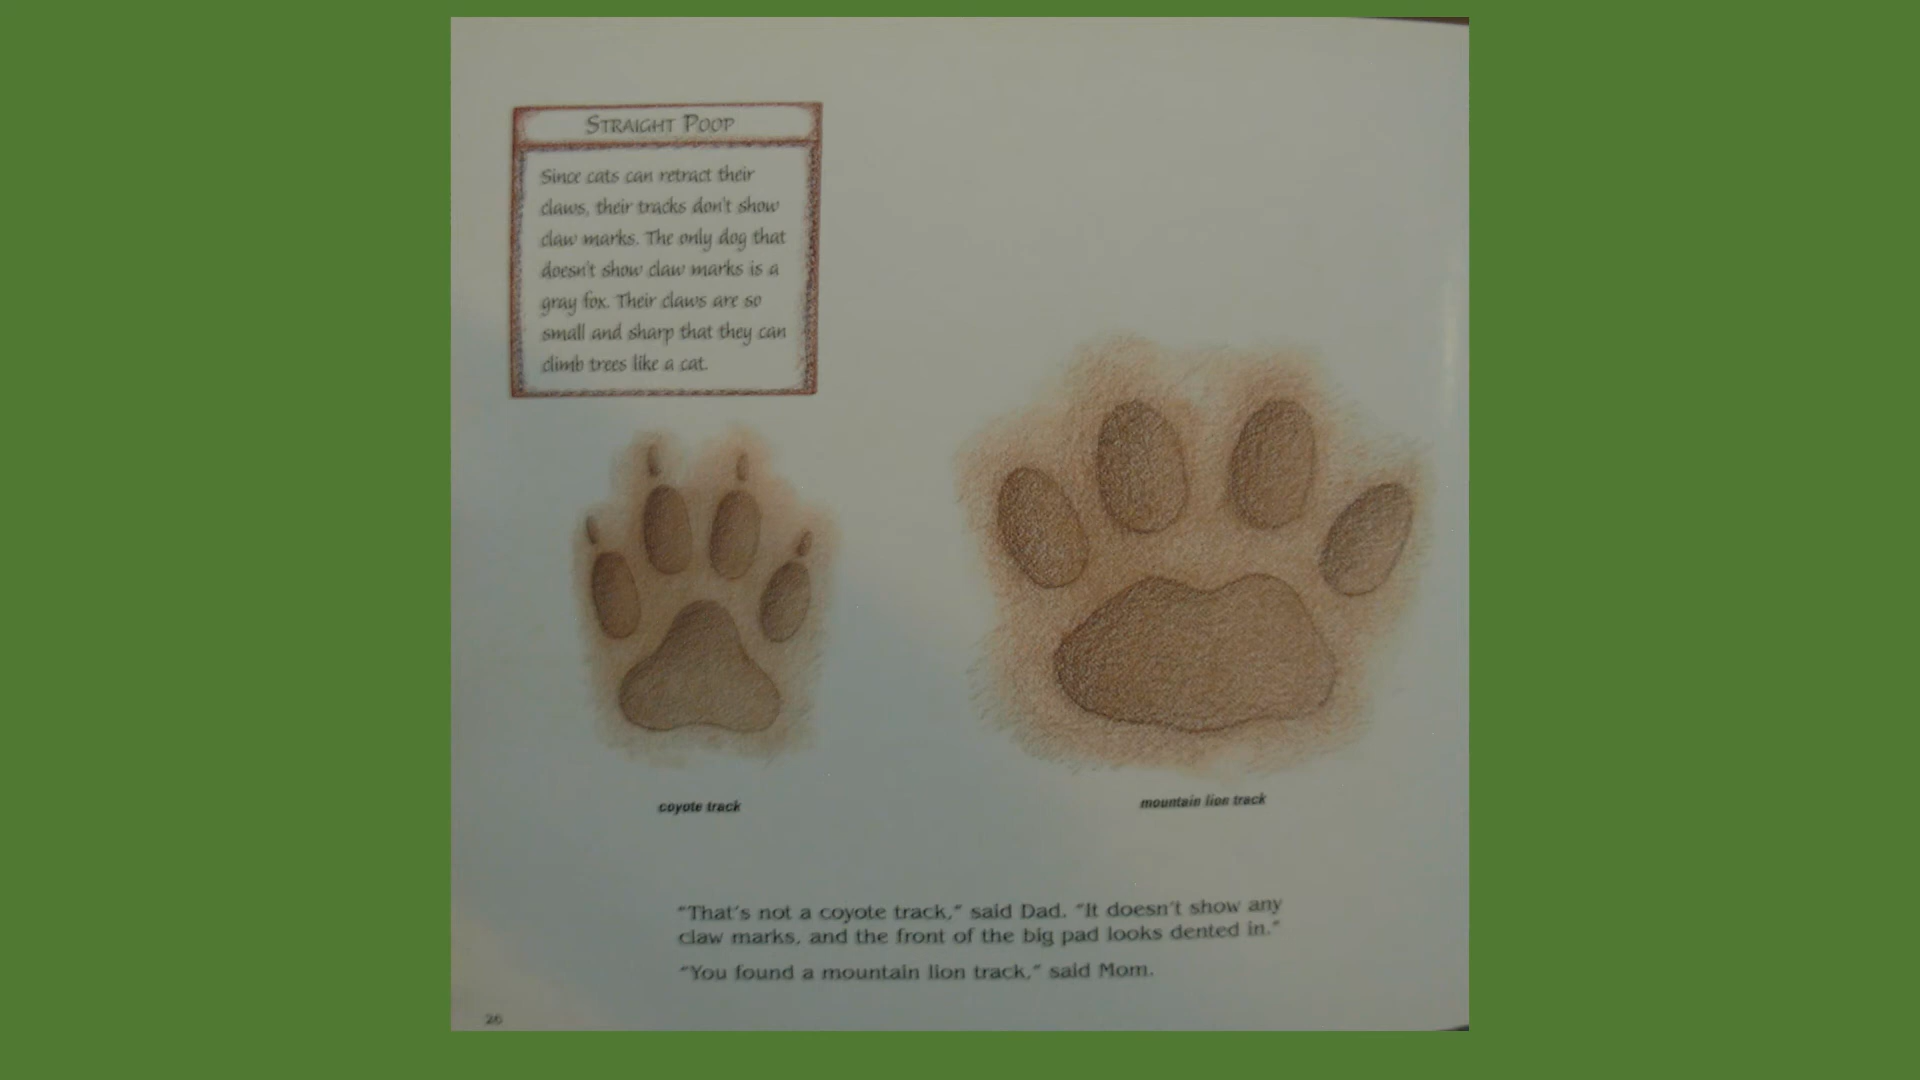 STRAIGHT POOP
Since cats can retract their
claws, their tracks don't show
claw marks. The only dog that
doesn't show claw marks is a
gray fox. Their claws are so
small and sharp that they can
climb trees like a cat.
coyote track
mountain lion track
"That's not a coyote track," said Dad. "It doesn't show any
claw marks, and the front of the big pad looks dented in."
"You found a mountain lion track," said Mom.
26